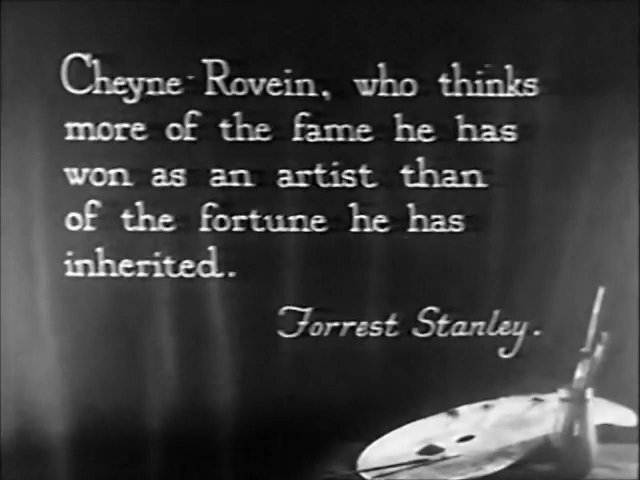 Cheyne Rovein, who thinks
more of the fame he has
won as an artist than
of the fortune he has
inherited.
Forrest Stanley.